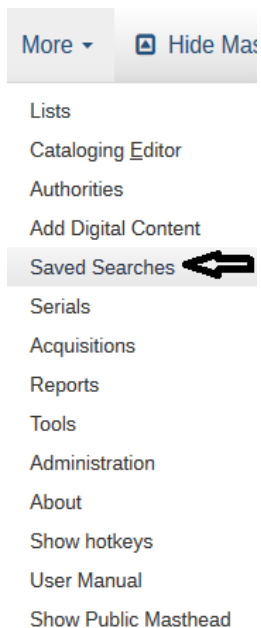 More Hide Mas
Lists
Cataloging Editor
Authorities
Add Digital Content
Saved Searches
Serials
Acquisitions
Reports
Tools
Administration
About
Show hotkeys
User Manual
Show Public Masthead